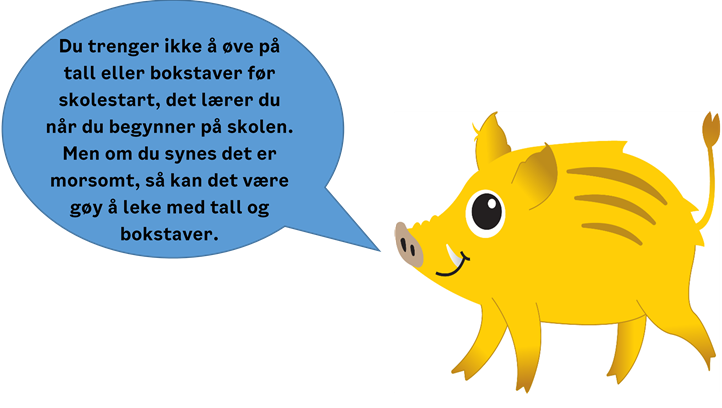 Du trenger ikke å øve på
tall eller bokstaver før
skolestart, det lærer du
når du begynner på skolen.
Men om du synes det er
morsomt, så kan det være
gøy å leke med tall og
bokstaver.